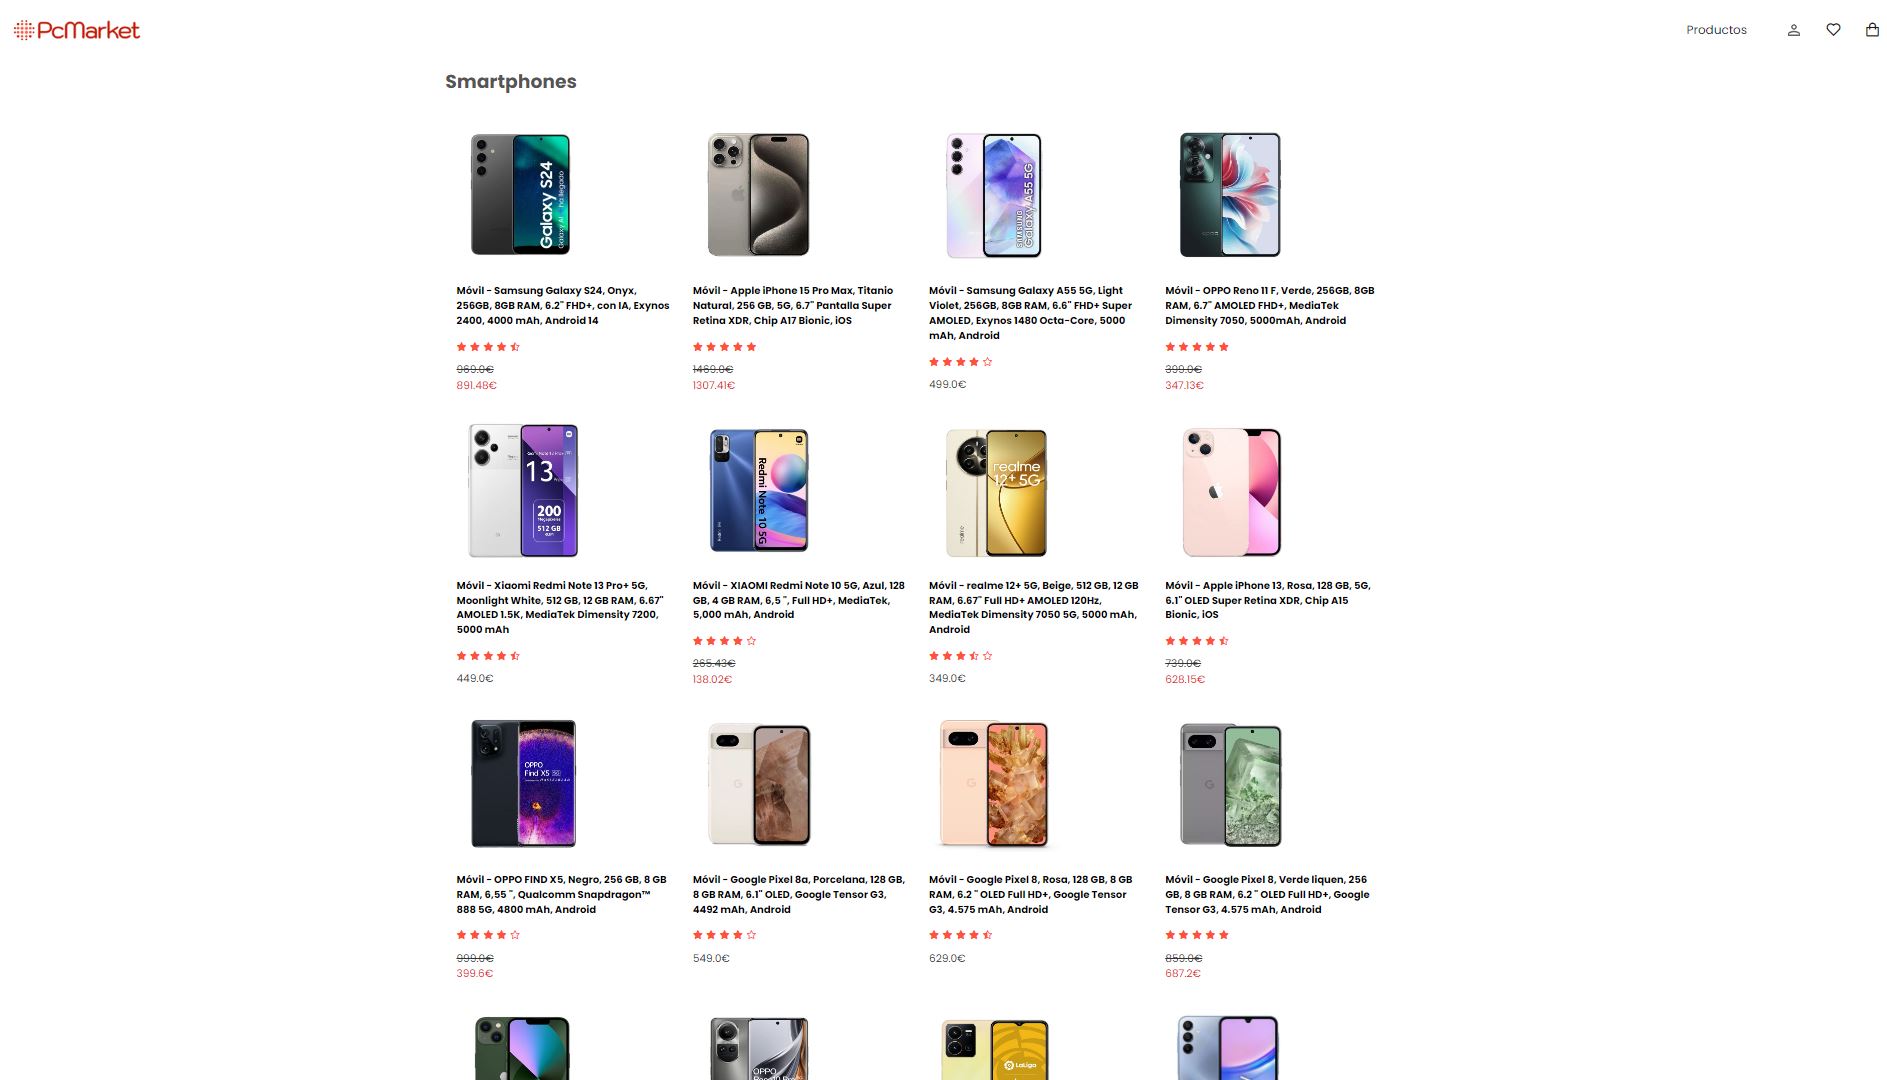 PcMarket
Productos
Smartphones
Galaxy S24
Galaxy AI ha llegado
SAMSUNG
Galaxy A55 5G
Móvil - Samsung Galaxy S24, Onyx,
256GB, 8GB RAM, 6.2" FHD+, con IA, Exynos
2400, 4000 mAh, Android 14
969.0€
891.48€
Móvil - Apple iPhone 15 Pro Max, Titanio
Natural, 256 GB, 5G, 6.7" Pantalla Super
Retina XDR, Chip A17 Bionic, iOS
1469.0€
1307.41€
Móvil - Samsung Galaxy A55 5G, Light
Violet, 256GB, 8GB RAM, 6.6" FHD+ Super
AMOLED, Exynos 1480 Octa-Core, 5000
mAh, Android
499.0€
Móvil - OPPO Reno 11 F, Verde, 256GB, 8GB
RAM, 6.7" AMOLED FHD+, MediaTek
Dimensity 7050, 5000mAh, Android
399.0€
347.13€
13
200
Megapíxeles
512 GB
Redmi Note 10 5G
realme
12+ 5G
realme
Móvil - Xiaomi Redmi Note 13 Pro+ 5G,
Moonlight White, 512 GB, 12 GB RAM, 6.67"
AMOLED 1.5K, MediaTek Dimensity 7200,
5000 mAh
449.0€
Móvil - XIAOMI Redmi Note 10 5G, Azul, 128
GB, 4 GB RAM, 6,5 ", Full HD+, MediaTek,
5,000 mAh, Android
265.43€
138.02€
Móvil - realme 12+ 5G, Beige, 512 GB, 12 GB
RAM, 6.67" Full HD+ AMOLED 120Hz,
MediaTek Dimensity 7050 5G, 5000 mAh,
Android
349.0€
Móvil - Apple iPhone 13, Rosa, 128 GB, 5G,
6.1" OLED Super Retina XDR, Chip A15
Bionic, iOS
739.0€
628.15€
OPPO
Find X5 5G
Móvil - OPPO FIND X5, Negro, 256 GB, 8 GB
RAM, 6,55 ", Qualcomm Snapdragon™
888 5G, 4800 mAh, Android
999.0€
399.6€
Móvil - Google Pixel 8a, Porcelana, 128 GB,
8 GB RAM, 6.1" OLED, Google Tensor G3,
4492 mAh, Android
549.0€
Móvil - Google Pixel 8, Rosa, 128 GB, 8 GB
RAM, 6.2 " OLED Full HD+, Google Tensor
G3, 4.575 mAh, Android
629.0€
Móvil - Google Pixel 8, Verde liquen, 256
GB, 8 GB RAM, 6.2 " OLED Full HD+, Google
Tensor G3, 4.575 mAh, Android
859.0€
687.2€
OPPO
Reno10 Pro
LaLiga